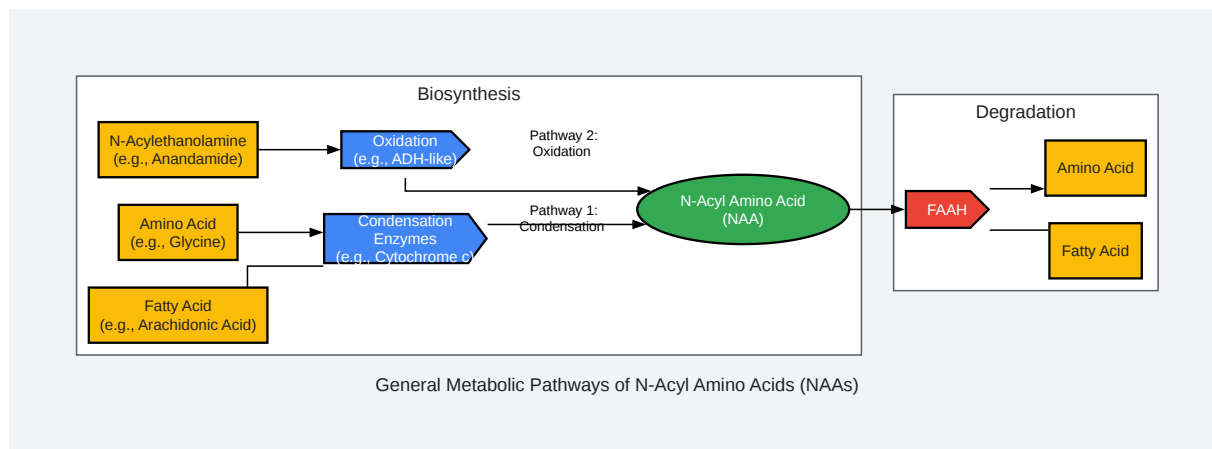 Biosynthesis
N-Acylethanolamine
(e.g., Anandamide)
Oxidation
(e.g., ADH-like)
Pathway 2:
Oxidation
Amino Acid
(e.g., Glycine)
Condensation
Enzymes
(e.g., Cytochrome c)
Pathway 1:
Condensation
Fatty Acid
(e.g., Arachidonic Acid)
N-Acyl Amino Acid
(NAA)
Degradation
FAAH
Amino Acid
Fatty Acid
General Metabolic Pathways of N-Acyl Amino Acids (NAAs)